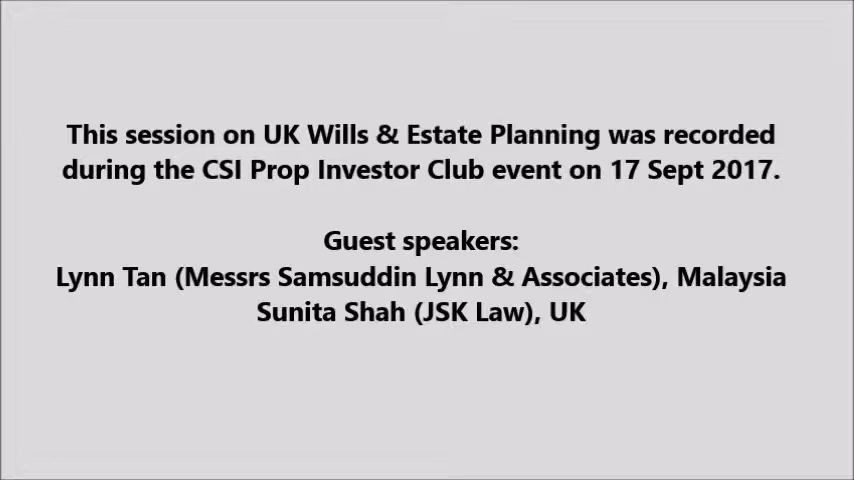 This session on UK Wills & Estate Planning was recorded
during the CSI Prop Investor Club event on 17 Sept 2017.
Guest speakers:
Lynn Tan (Messrs Samsuddin Lynn & Associates), Malaysia
Sunita Shah (JSK Law), UK